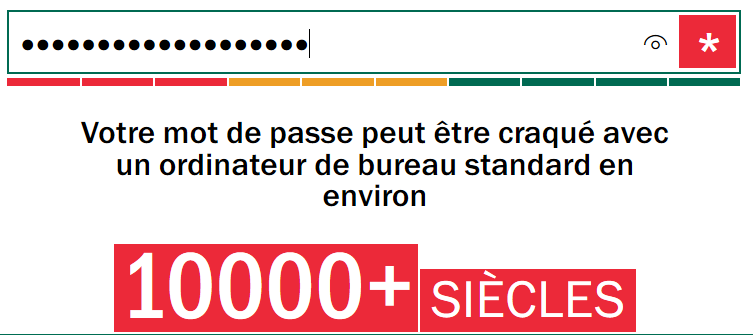 ●●●●●●●●●●●●●●●●●●● *
Votre mot de passe peut être craqué avec
un ordinateur de bureau standard en
environ
10000+ SIÈCLES